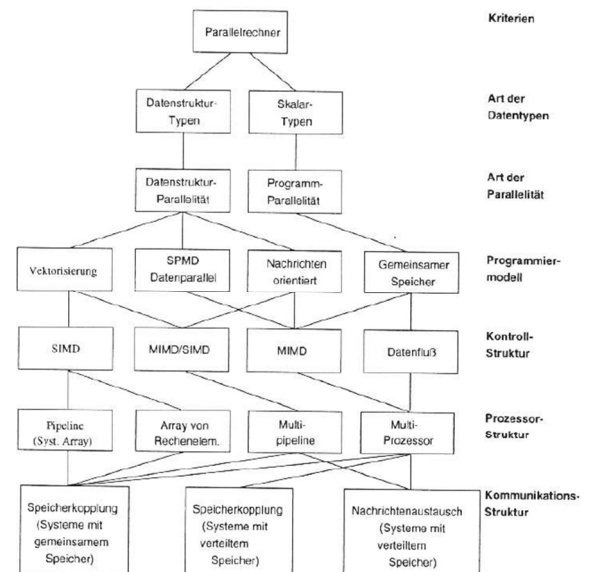 Kriterien
Parallelrechner
Datenstruktur-
Typen
Skalar-
Typen
Art der
Datentypen
Datenstruktur-
Parallelität
Programm-
Parallelität
Art der
Parallelität
Vektorisierung
SPMD
Datenparallel
Nachrichten
orientiert
Gemeinsamer
Speicher
Programmier-
modell
SIMD
MIMD/SIMD
MIMD
Datenfluß
Kontroll-
Struktur
Pipeline
(Syst. Array)
Array von
Rechenelem.
Multi-
pipeline
Multi-
Prozessor
Prozessor-
Struktur
Speicherkopplung
(Systeme mit
gemeinsamem
Speicher)
Speicherkopplung
(Systeme mit
verteiltem
Speicher)
Nachrichtenaustausch
(Systeme mit
verteiltem
Speicher)
Kommunikations-
Struktur